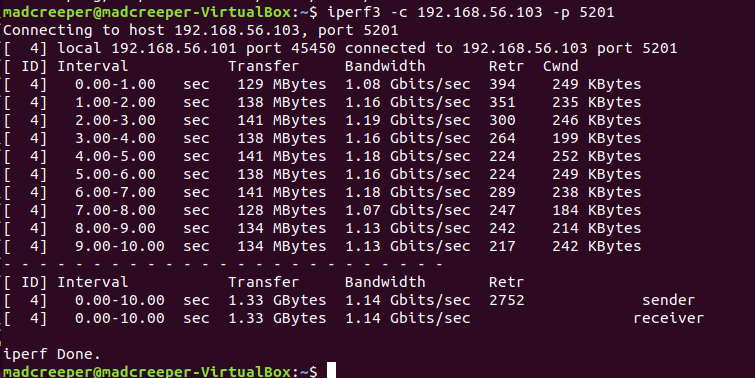 madcreeper@madcreeper-VirtualBox:~$ iperf3 -c 192.168.56.103 -p 5201
Connecting to host 192.168.56.103, port 5201
[  4] local 192.168.56.101 port 45450 connected to 192.168.56.103 port 5201
[ ID] Interval           Transfer     Bandwidth       Retr  Cwnd
[  4]   0.00-1.00   sec   129 MBytes  1.08 Gbits/sec  394    249 KBytes
[  4]   1.00-2.00   sec   138 MBytes  1.16 Gbits/sec  351    235 KBytes
[  4]   2.00-3.00   sec   141 MBytes  1.19 Gbits/sec  300    246 KBytes
[  4]   3.00-4.00   sec   138 MBytes  1.16 Gbits/sec  264    199 KBytes
[  4]   4.00-5.00   sec   141 MBytes  1.18 Gbits/sec  224    252 KBytes
[  4]   5.00-6.00   sec   138 MBytes  1.16 Gbits/sec  224    249 KBytes
[  4]   6.00-7.00   sec   141 MBytes  1.18 Gbits/sec  289    238 KBytes
[  4]   7.00-8.00   sec   128 MBytes  1.07 Gbits/sec  247    184 KBytes
[  4]   8.00-9.00   sec   134 MBytes  1.13 Gbits/sec  242    214 KBytes
[  4]   9.00-10.00  sec   134 MBytes  1.13 Gbits/sec  217    242 KBytes
- - - - - - - - - - - - - - - - - - - - - - - - -
[ ID] Interval           Transfer     Bandwidth       Retr
[  4]   0.00-10.00  sec  1.33 GBytes  1.14 Gbits/sec  2752             sender
[  4]   0.00-10.00  sec  1.33 GBytes  1.14 Gbits/sec                  receiver
iperf Done.
madcreeper@madcreeper-VirtualBox:~$